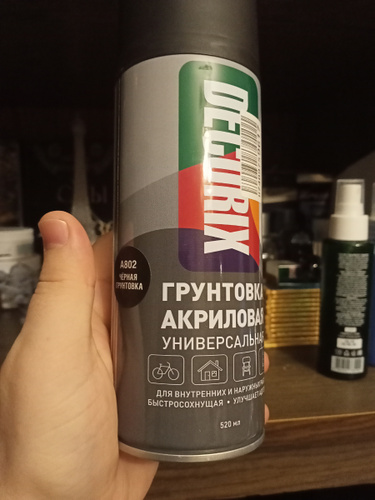 DECORIX
A802
ЧЕРНАЯ
ГРУНТОВКА
ГРУНТОВКА
АКРИЛОВАЯ
УНИВЕРСАЛЬНАЯ
ДЛЯ ВНУТРЕННИХ И НАРУЖНЫХ
БЫСТРОСОХНУЩАЯ • УЛУЧШАЕТ
520 мл